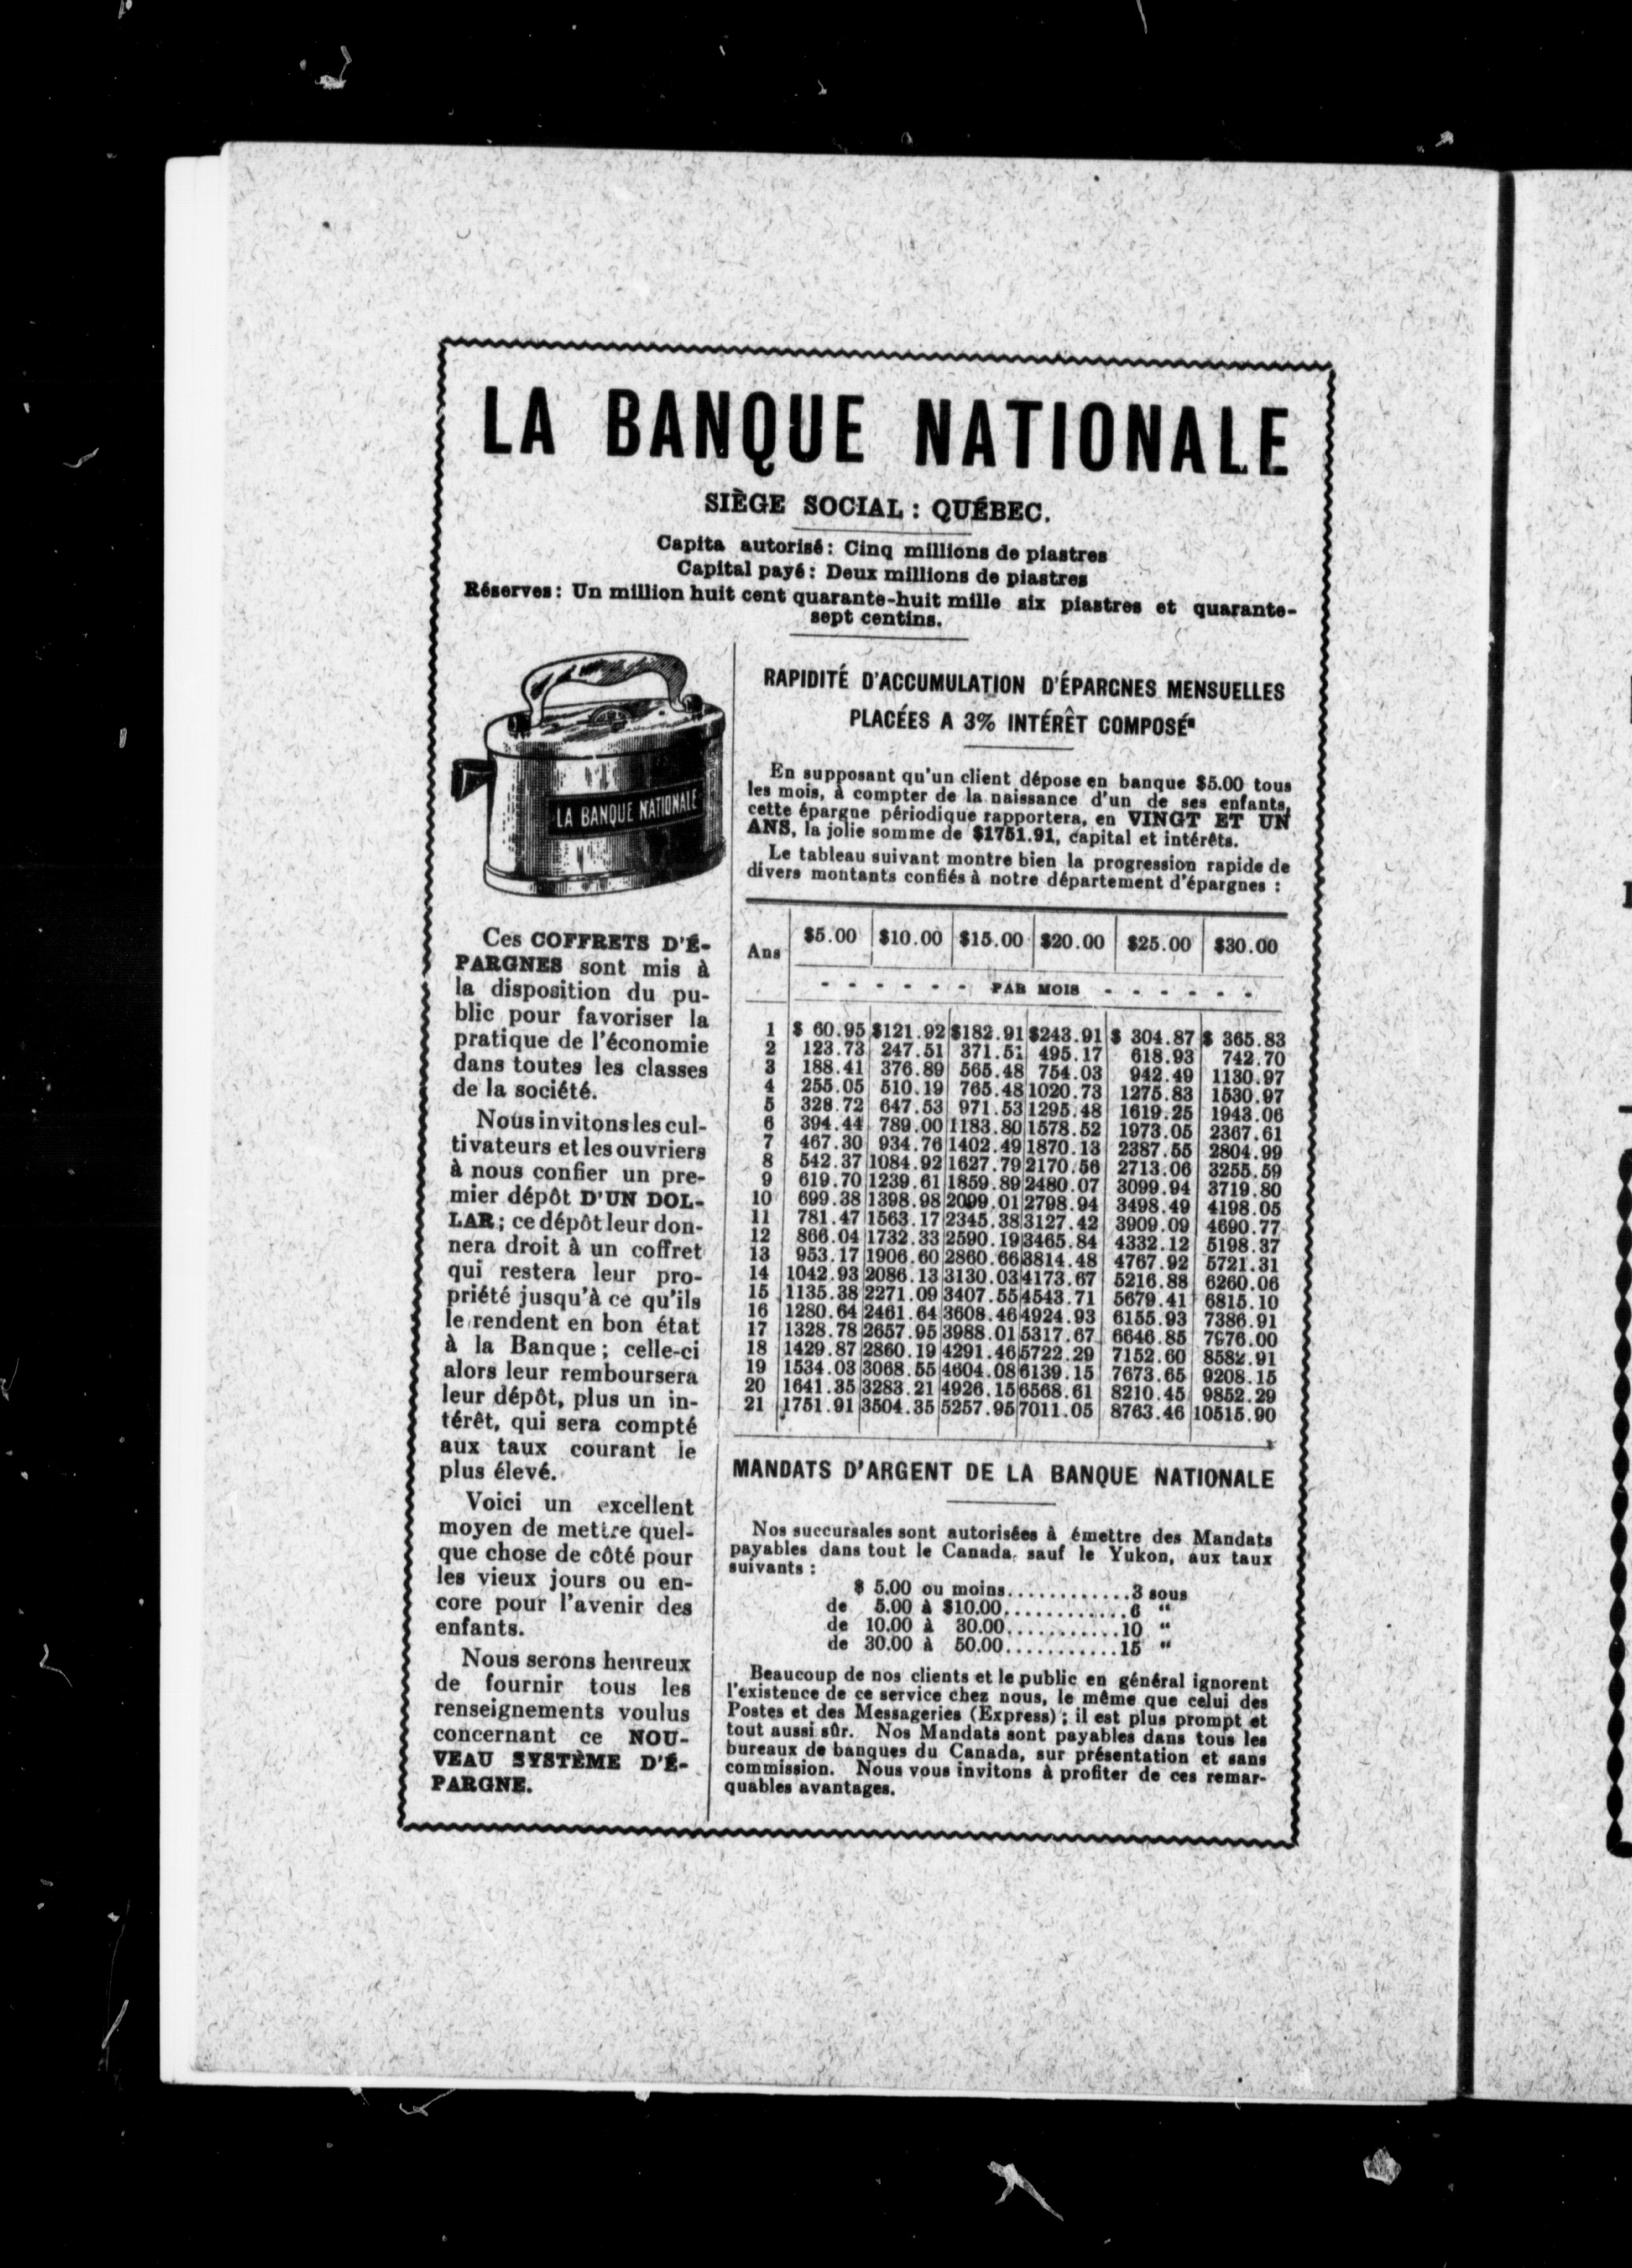 LA BANQUE NATIONALE
SIÈGE SOCIAL : QUÉBEC.
Capita autorisé : Cinq millions de piastres
Capital payé : Deux millions de piastres
Réserves : Un million huit cent quarante-huit mille six piastres et quarante-
sept centins.
LA BANQUE NATIONALE
Ces COFFRETS D'É-
PARGNES sont mis à
la disposition du pu-
blic pour favoriser la
pratique de l'économie
dans toutes les classes
de la société.
Nous invitons les cul-
tivateurs et les ouvriers
à nous confier un pre-
mier dépôt D'UN DOL-
LAR ; ce dépôt leur don-
nera droit à un coffret
qui restera leur pro-
priété jusqu'à ce qu'ils
le rendent en bon état
à la Banque ; celle-ci
alors leur remboursera
leur dépôt, plus un in-
térêt, qui sera compté
aux taux courant le
plus élevé.
Voici un excellent
moyen de mettre quel-
que chose de côté pour
les vieux jours ou en-
core pour l'avenir des
enfants.
Nous serons heureux
de fournir tous les
renseignements voulus
concernant ce NOU-
VEAU SYSTÈME D'É-
PARGNE.
RAPIDITÉ D'ACCUMULATION D'ÉPARGNES MENSUELLES
PLACÉES A 3% INTÉRÊT COMPOSÉ
En supposant qu'un client dépose en banque $5.00 tous
les mois, à compter de la naissance d'un de ses enfants,
cette épargne périodique rapportera, en VINGT ET UN
ANS, la jolie somme de $1751.91, capital et intérêts.
Le tableau suivant montre bien la progression rapide de
divers montants confiés à notre département d'épargnes :
Ans $5.00 $10.00 $15.00 $20.00 $25.00 $30.00
- - - - - - PAR MOIS - - - - - -
1 $ 60.95 $121.92 $182.91 $243.91 $ 304.87 $ 365.83
2 123.73 247.51 371.51 495.17 618.93 742.70
3 188.41 376.89 565.48 754.03 942.49 1130.97
4 255.05 510.19 765.48 1020.73 1275.83 1530.97
5 328.72 647.53 971.53 1295.48 1619.25 1943.06
6 394.44 789.00 1183.80 1578.52 1973.05 2367.61
7 467.30 934.76 1402.49 1870.13 2387.55 2804.99
8 542.37 1084.92 1627.79 2170.56 2713.06 3255.59
9 619.70 1239.61 1859.89 2480.07 3099.94 3719.80
10 699.38 1398.98 2099.01 2798.94 3498.49 4198.05
11 781.47 1563.17 2345.38 3127.42 3909.09 4690.77
12 866.04 1732.33 2590.19 3465.84 4332.12 5198.37
13 953.17 1906.60 2860.66 3814.48 4767.92 5721.31
14 1042.93 2086.13 3130.03 4173.67 5216.88 6260.06
15 1135.38 2271.09 3407.55 4543.71 5679.41 6815.10
16 1280.64 2461.64 3608.46 4924.93 6155.93 7386.91
17 1328.78 2657.95 3988.01 5317.67 6646.85 7976.00
18 1429.87 2860.19 4291.46 5722.29 7152.60 8582.91
19 1534.03 3068.55 4604.08 6139.15 7673.65 9208.15
20 1641.35 3283.21 4926.15 6568.61 8210.45 9852.29
21 1751.91 3504.35 5257.95 7011.05 8763.46 10515.90
MANDATS D'ARGENT DE LA BANQUE NATIONALE
Nos succursales sont autorisées à émettre des Mandats
payables dans tout le Canada, sauf le Yukon, aux taux
suivants :
$ 5.00 ou moins............3 sous
de 5.00 à $10.00............6 "
de 10.00 à 30.00...........10 "
de 30.00 à 50.00...........15 "
Beaucoup de nos clients et le public en général ignorent
l'existence de ce service chez nous, le même que celui des
Postes et des Messageries (Express) ; il est plus prompt et
tout aussi sûr. Nos Mandats sont payables dans tous les
bureaux de banques du Canada, sur présentation et sans
commission. Nous vous invitons à profiter de ces remar-
quables avantages.